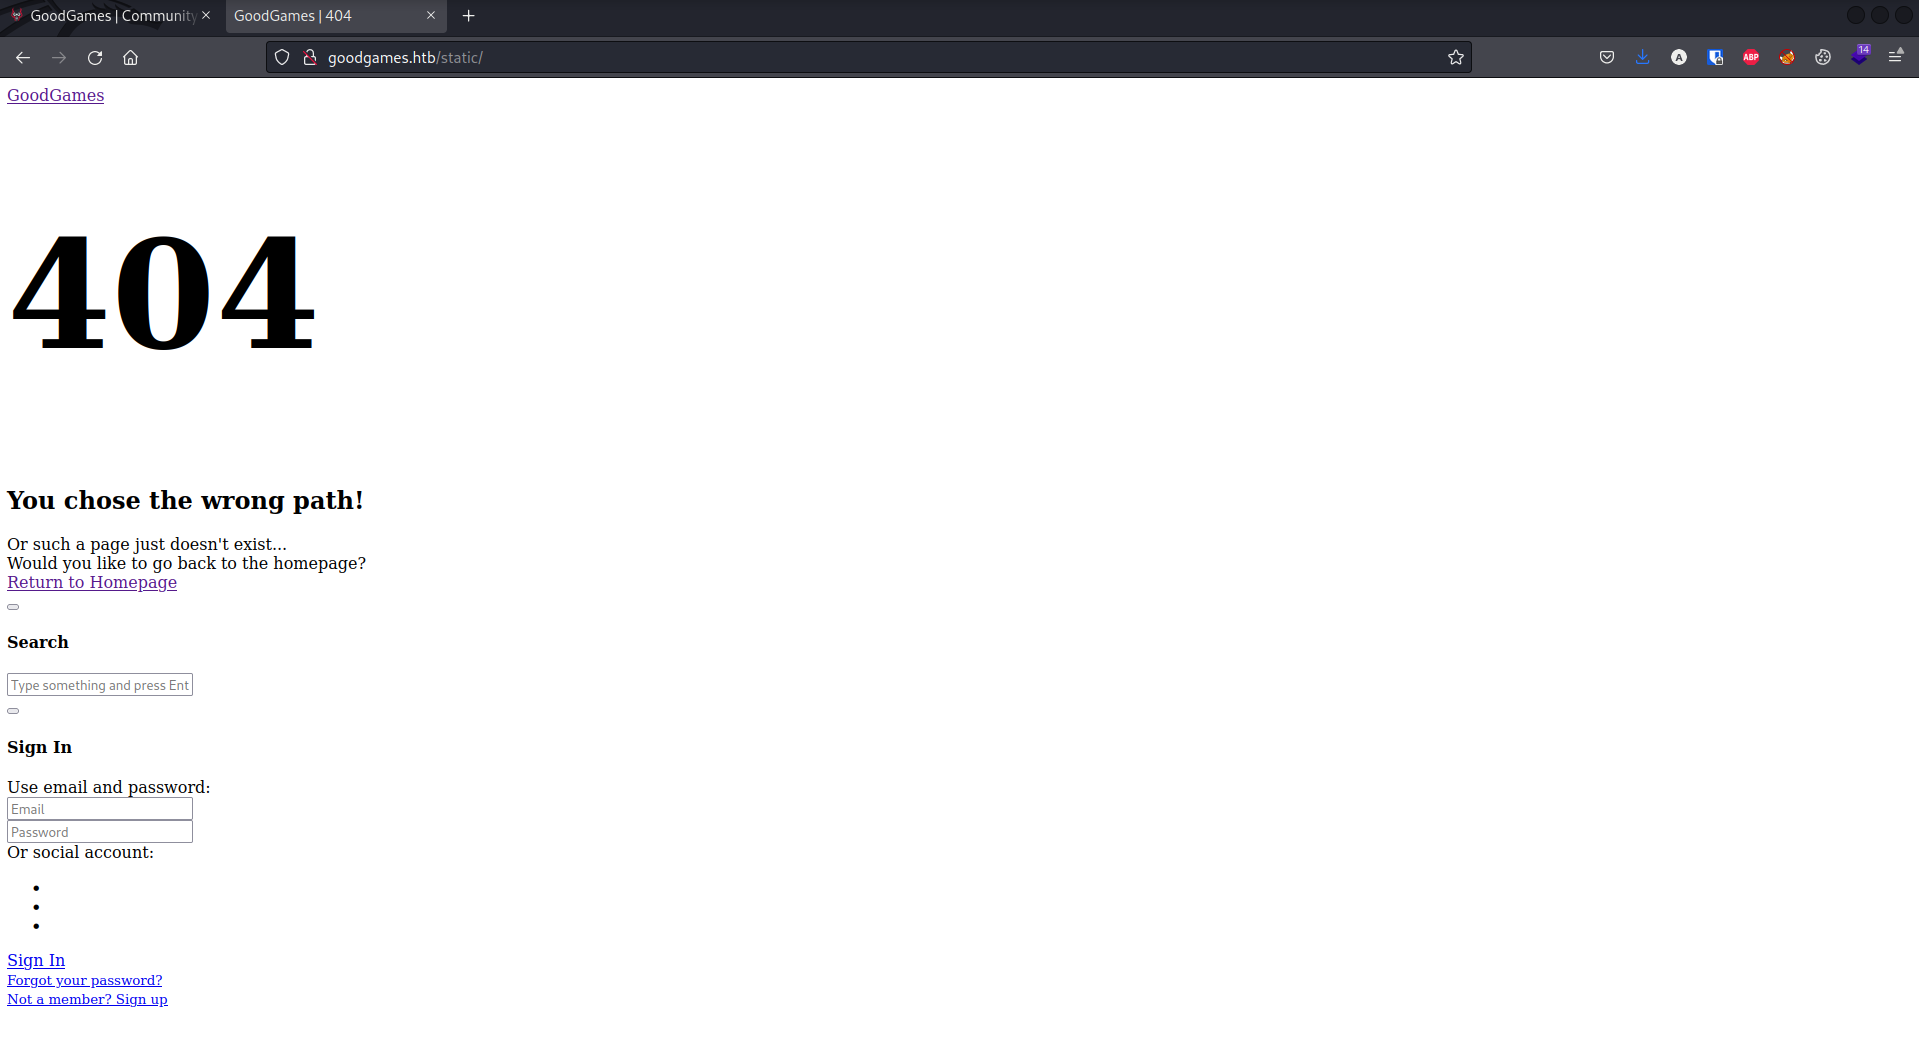 GoodGames | Community
GoodGames | 404
goodgames.htb/static/
A
ABP
14
GoodGames
404
You chose the wrong path!
Or such a page just doesn't exist...
Would you like to go back to the homepage?
Return to Homepage
Search
Type something and press Ent
Sign In
Use email and password:
Email
Password
Or social account:
Sign In
Forgot your password?
Not a member? Sign up